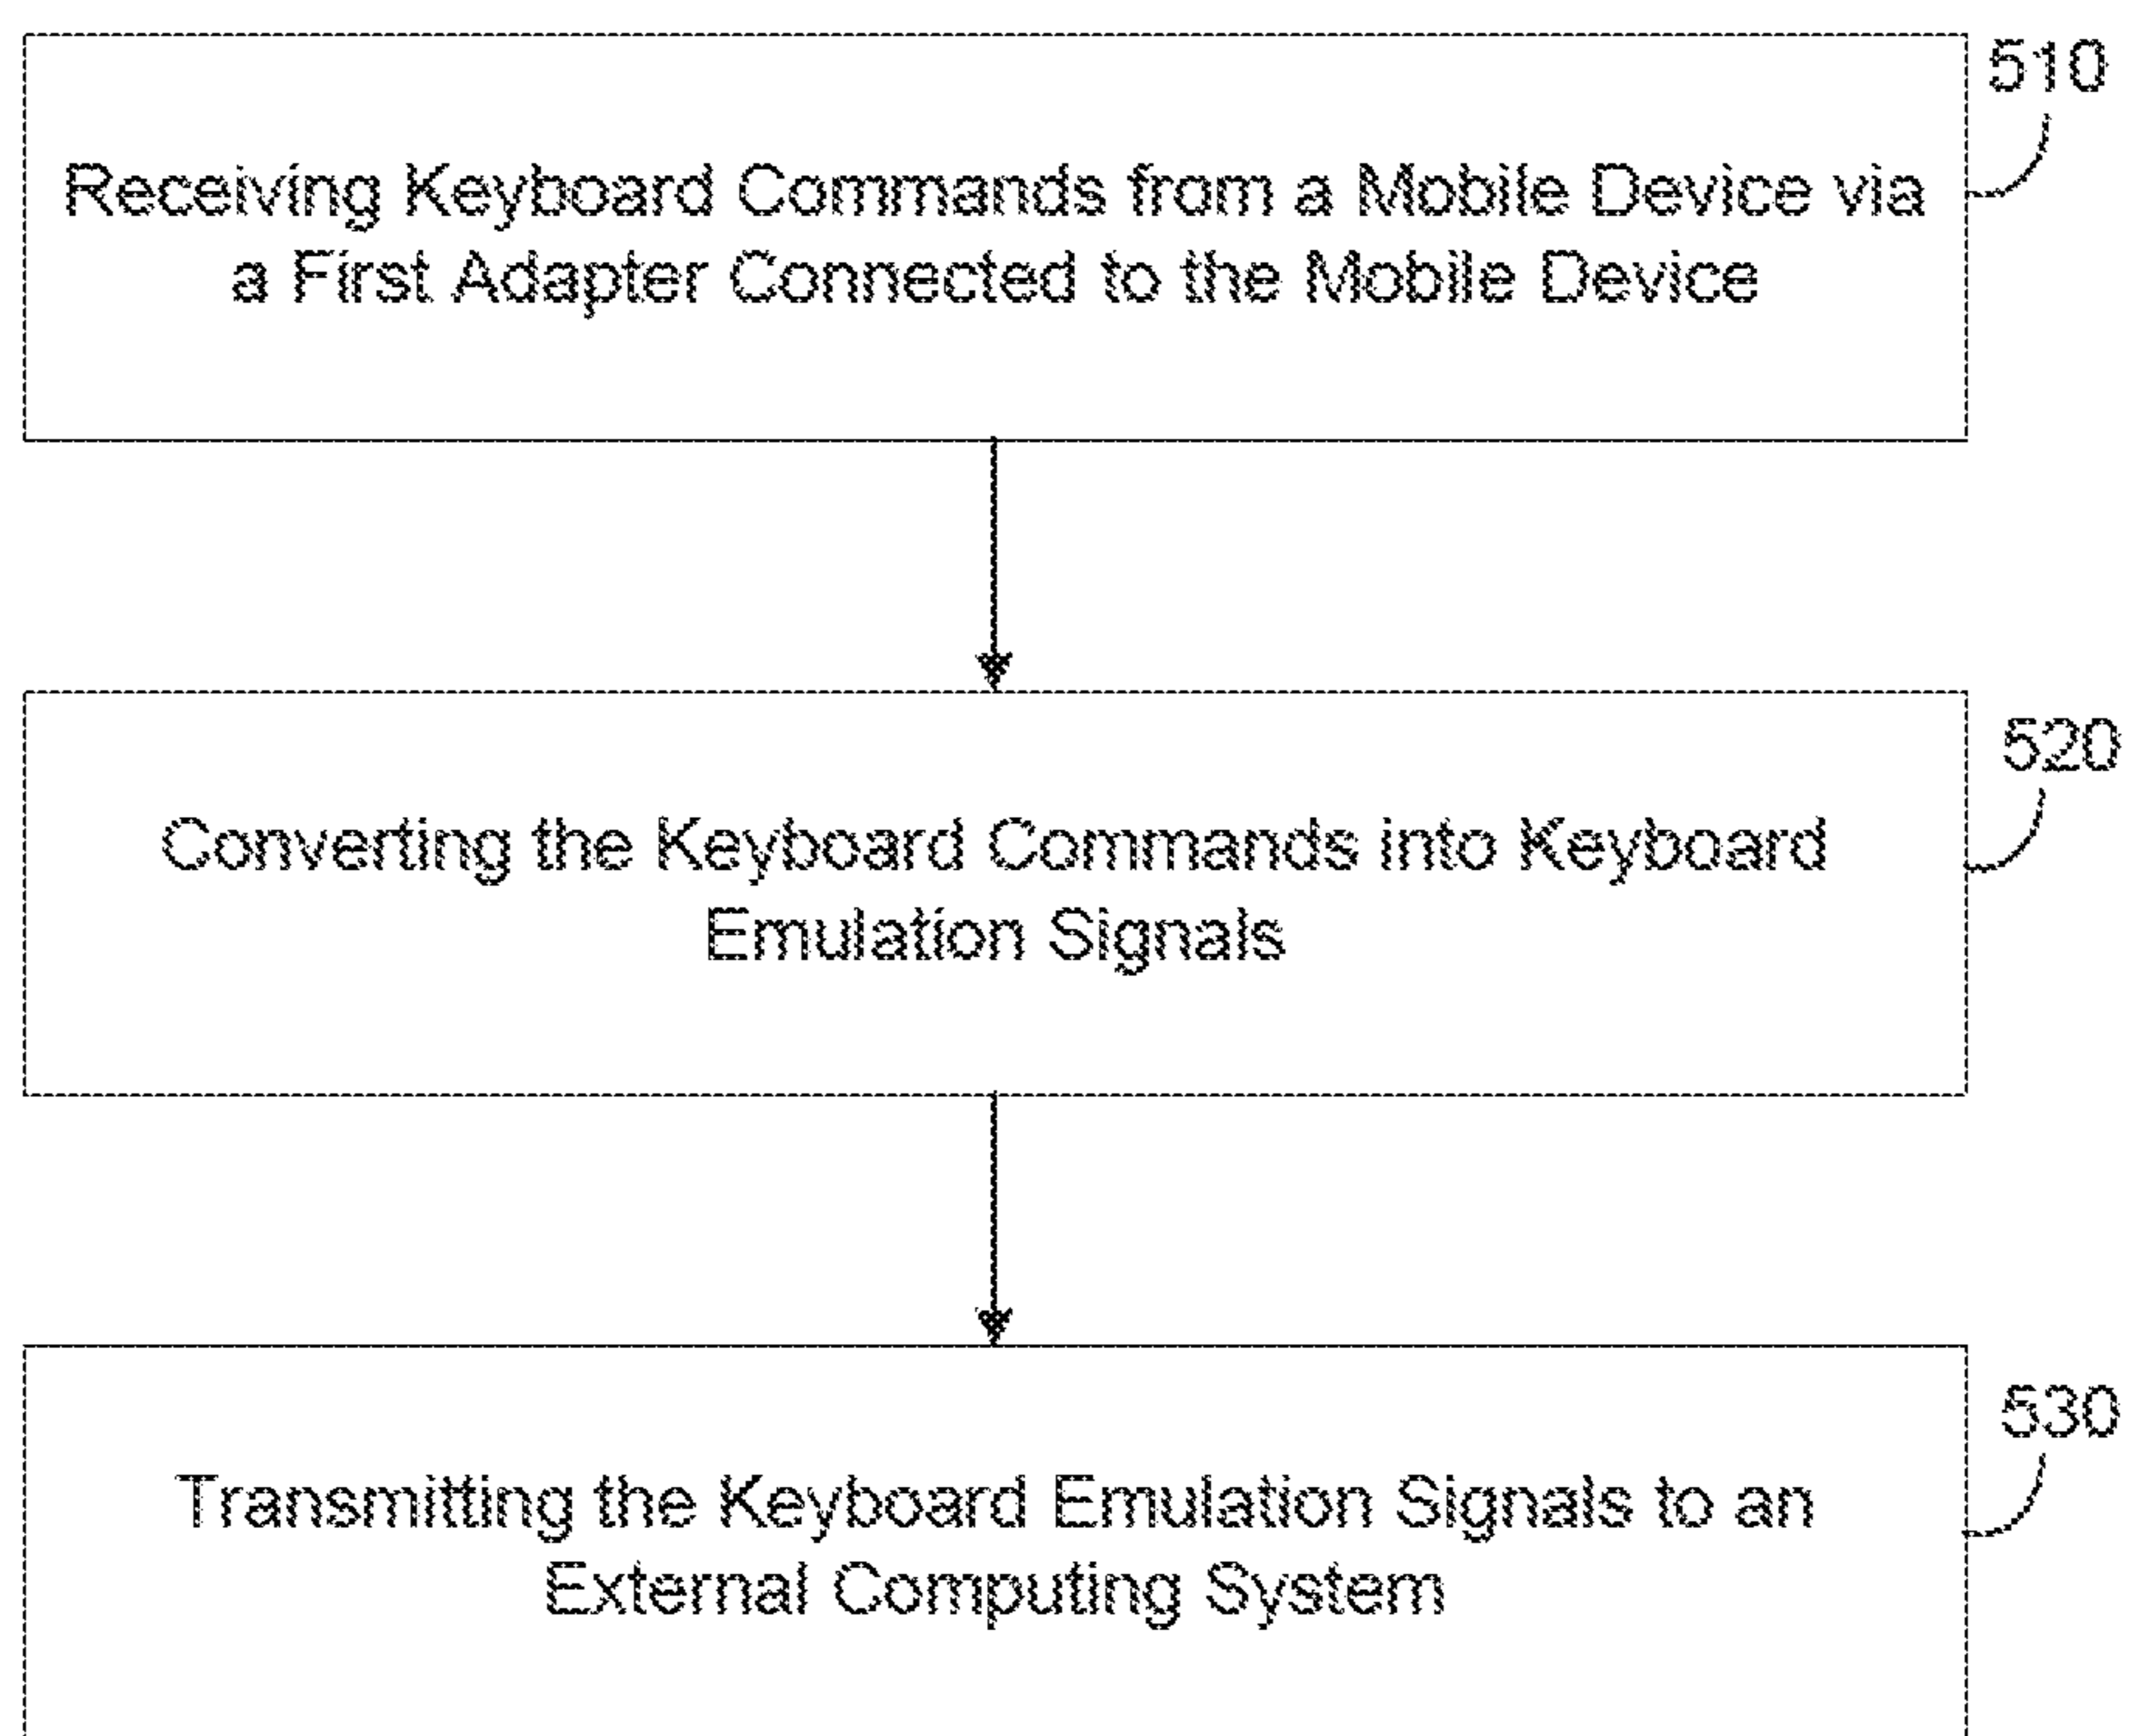 510
Receiving Keyboard Commands from a Mobile Device via
a First Adapter Connected to the Mobile Device
520
Converting the Keyboard Commands into Keyboard
Emulation Signals
530
Transmitting the Keyboard Emulation Signals to an
External Computing System